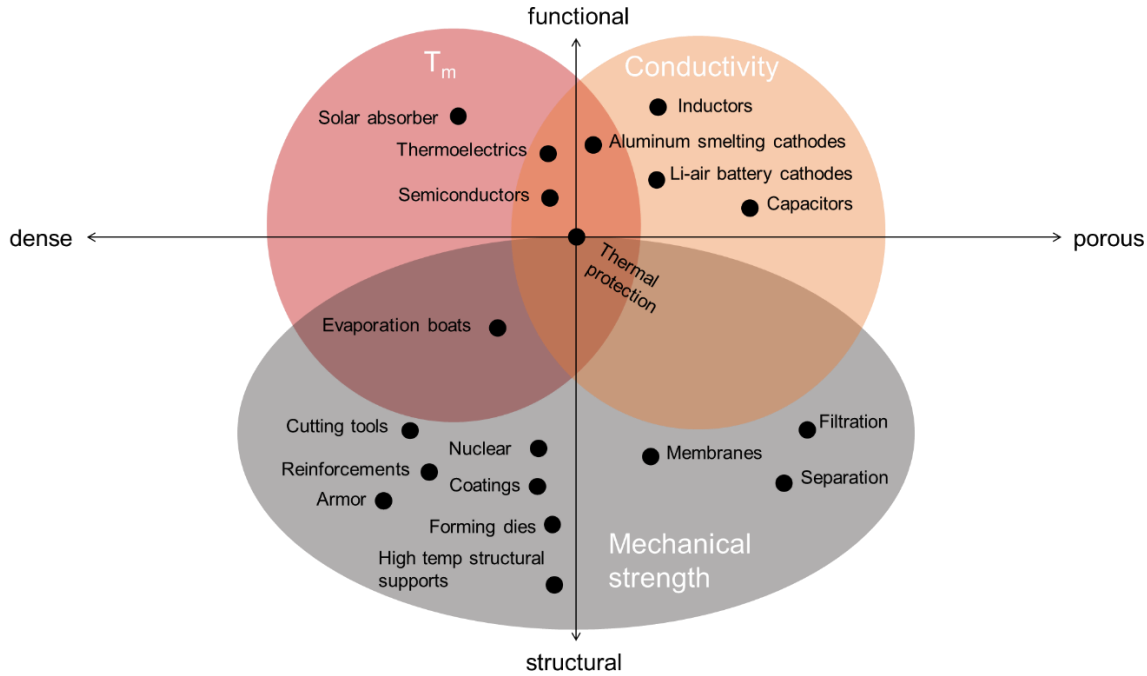 functional
T_m
Conductivity
Solar absorber
Inductors
Thermoelectrics
Aluminum smelting cathodes
Semiconductors
Li-air battery cathodes
Capacitors
dense
porous
Thermal
protection
Evaporation boats
Cutting tools
Nuclear
Filtration
Reinforcements
Membranes
Armor
Coatings
Separation
Forming dies
High temp structural
supports
Mechanical
strength
structural